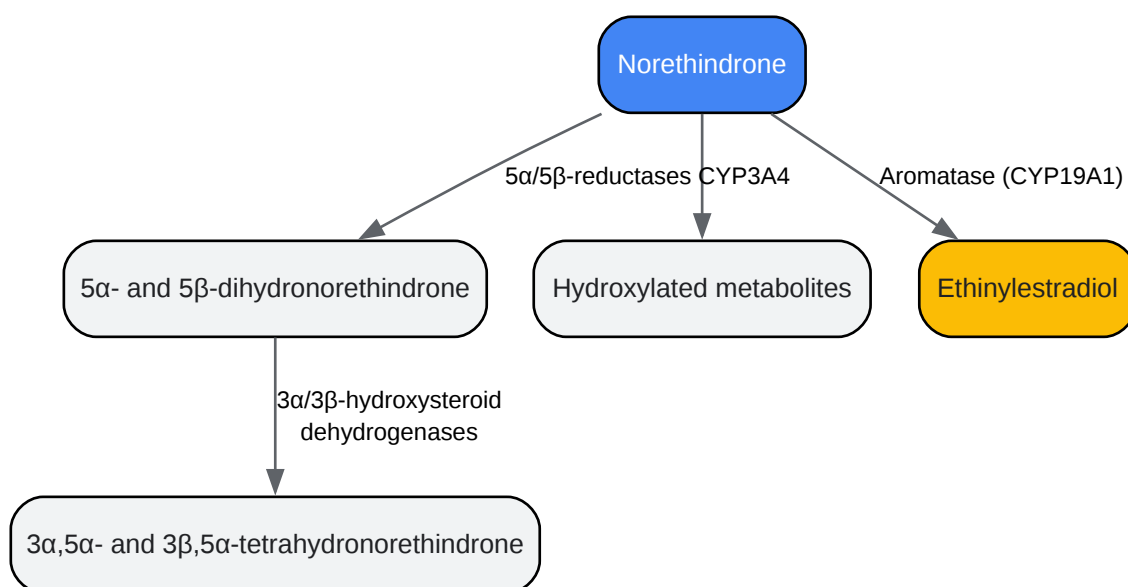 Norethindrone
5α/5β-reductases
CYP3A4
Aromatase (CYP19A1)
5α- and 5β-dihydronorethindrone
Hydroxylated metabolites
Ethinylestradiol
3α/3β-hydroxysteroid
dehydrogenases
3α,5α- and 3β,5α-tetrahydronorethindrone